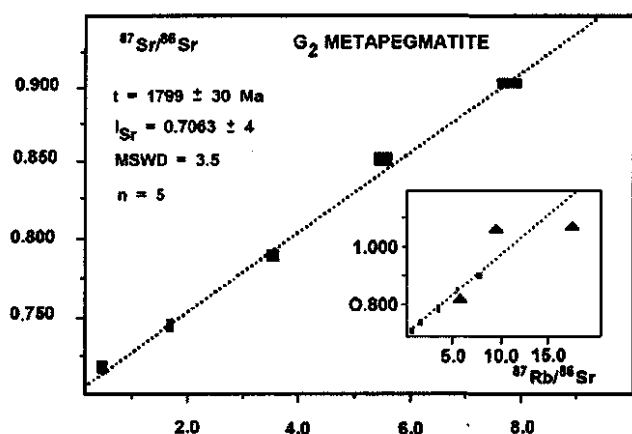 ⁸⁷Sr/⁸⁶Sr
G₂ METAPEGMATITE
t = 1799 ± 30 Ma
I_Sr = 0.7063 ± 4
MSWD = 3.5
n = 5
0.900
0.850
0.800
0.750
2.0 4.0 6.0 8.0
1.000
0.800
5.0 10.0 15.0
⁸⁷Rb/⁸⁶Sr